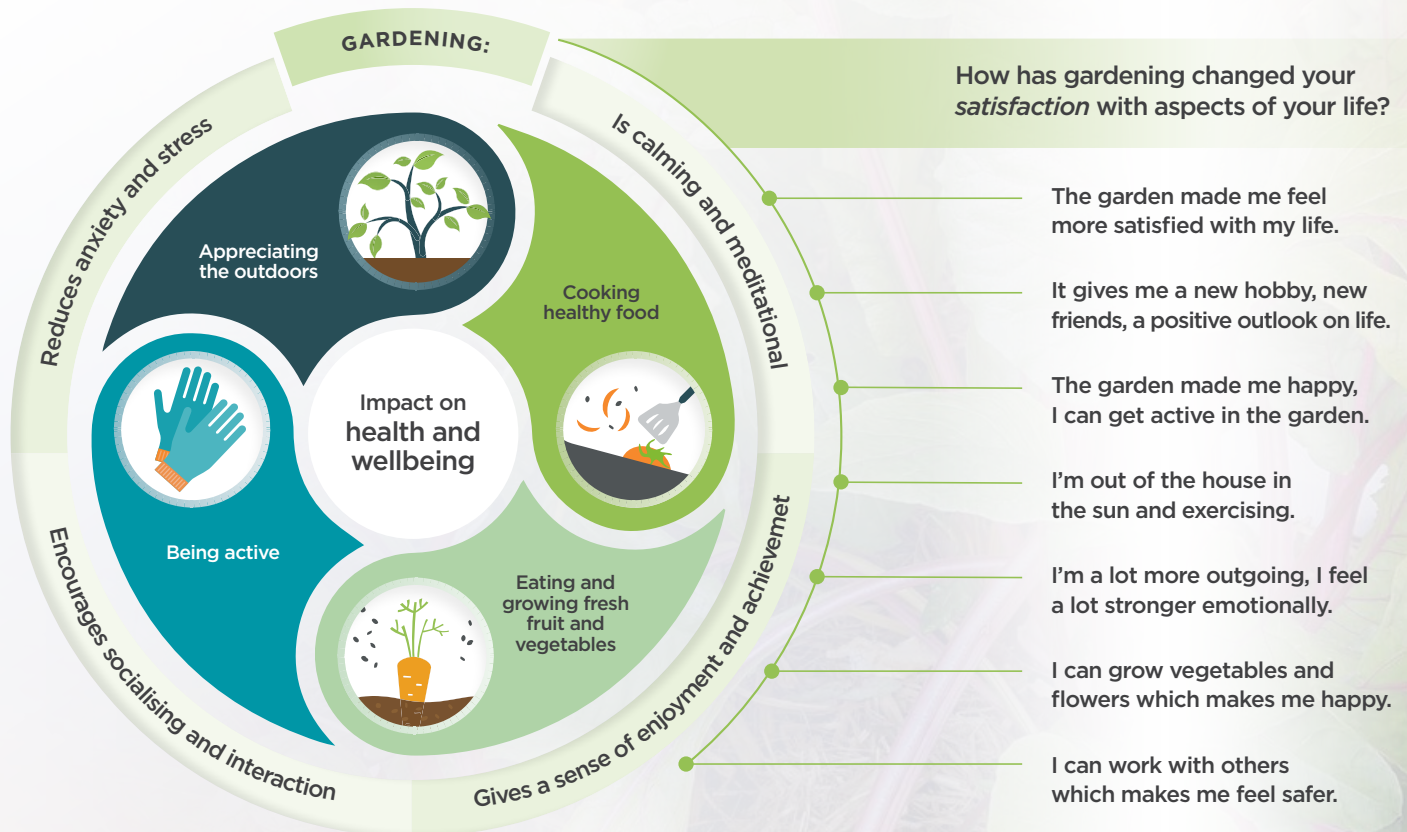 GARDENING:
Reduces anxiety and stress
Is calming and meditational
Encourages socialising and interaction
Gives a sense of enjoyment and achievemet
Appreciating
the outdoors
Cooking
healthy food
Impact on
health and
wellbeing
Being active
Eating and
growing fresh
fruit and
vegetables
How has gardening changed your
satisfaction with aspects of your life?
The garden made me feel
more satisfied with my life.
It gives me a new hobby, new
friends, a positive outlook on life.
The garden made me happy,
I can get active in the garden.
I'm out of the house in
the sun and exercising.
I'm a lot more outgoing, I feel
a lot stronger emotionally.
I can grow vegetables and
flowers which makes me happy.
I can work with others
which makes me feel safer.